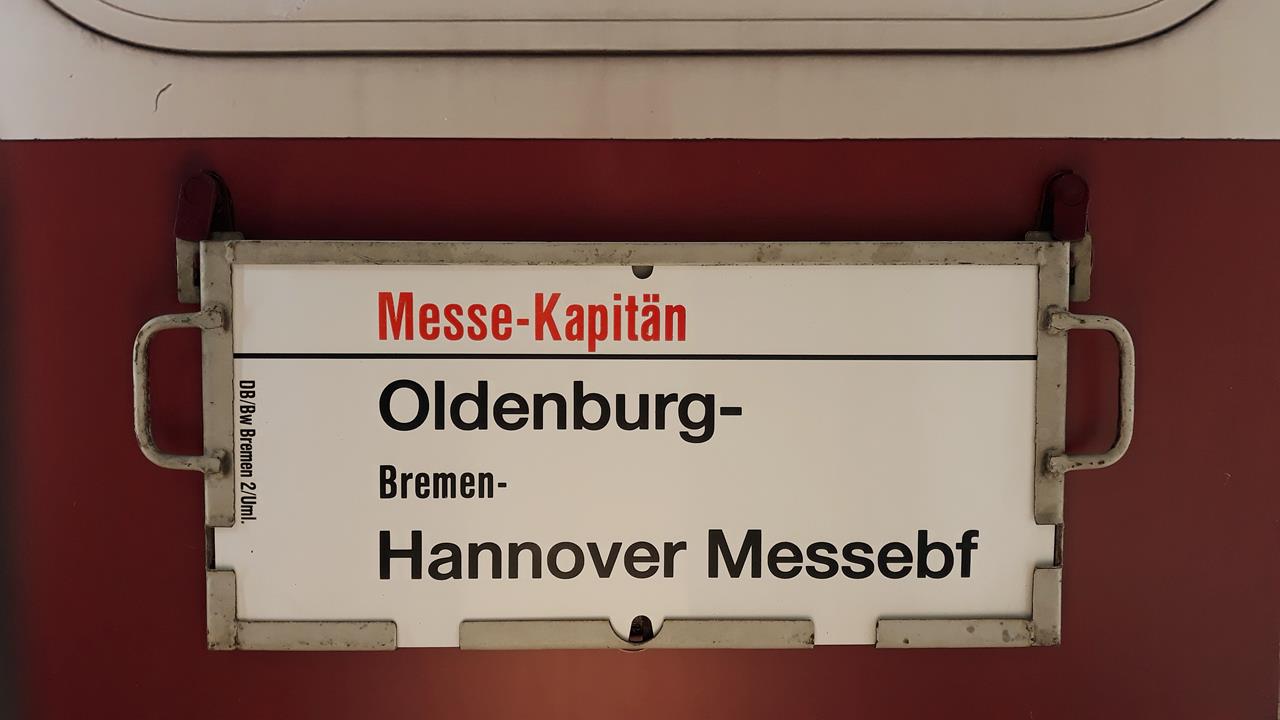 Messe-Kapitän
Oldenburg-
Bremen-
Hannover Messebf
DB/Bw Bremen 2/Uml.